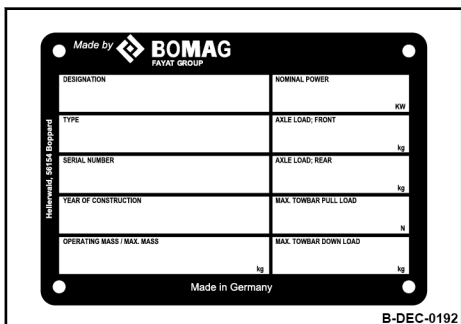 Made by BOMAG
FAYAT GROUP
DESIGNATION
NOMINAL POWER
KW
TYPE
AXLE LOAD; FRONT
kg
SERIAL NUMBER
AXLE LOAD; REAR
kg
YEAR OF CONSTRUCTION
MAX. TOWBAR PULL LOAD
N
OPERATING MASS / MAX. MASS
kg
MAX. TOWBAR DOWN LOAD
kg
Hellerwald, 56154 Boppard
Made in Germany
B-DEC-0192